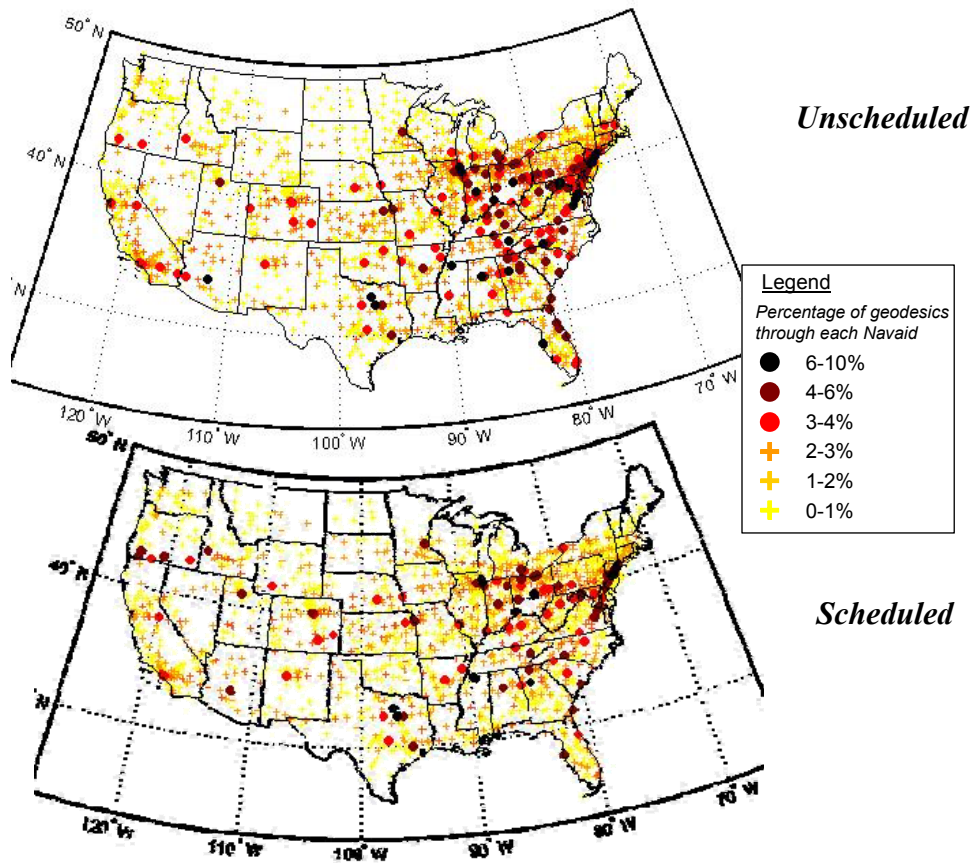 50° N
40° N
N
120° W
110° W
100° W
90° W
80° W
70° W
Unscheduled
Legend
Percentage of geodesics
through each Navaid
6-10%
4-6%
3-4%
2-3%
1-2%
0-1%
50° N
40° N
N
120° W
110° W
100° W
90° W
80° W
70° W
Scheduled